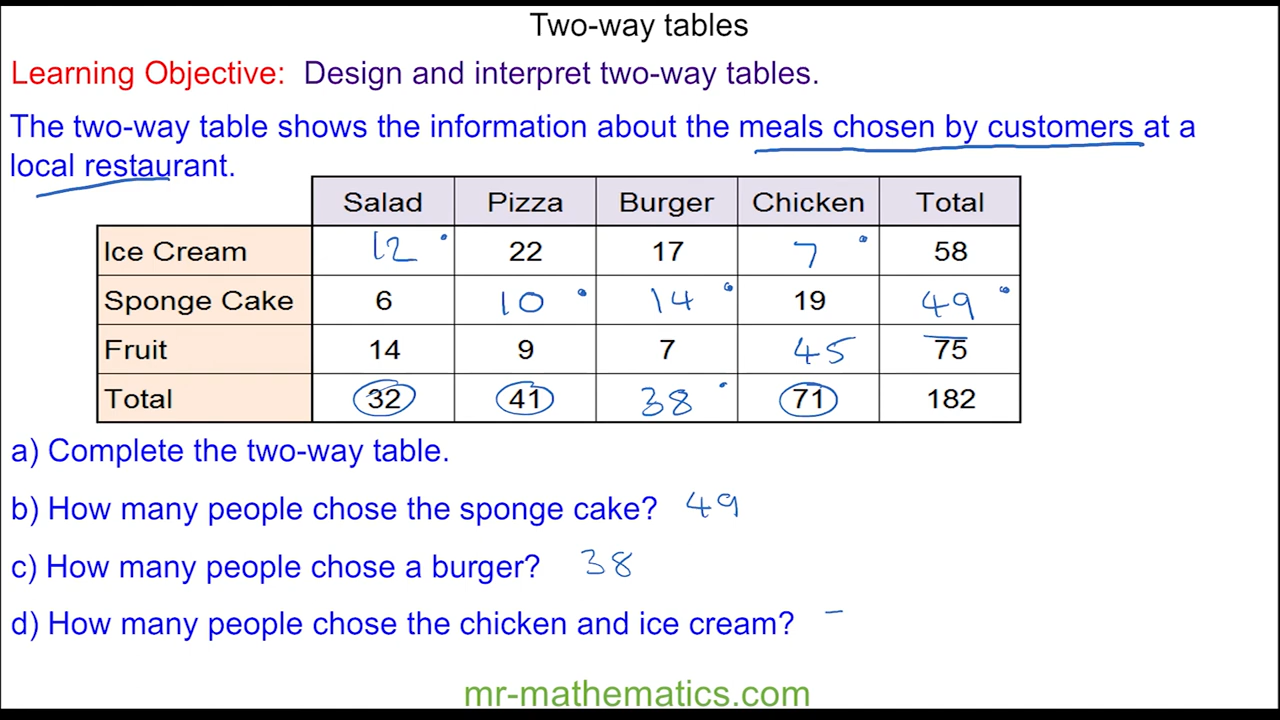 Two-way tables
Learning Objective: Design and interpret two-way tables.
The two-way table shows the information about the meals chosen by customers at a
local restaurant.
Salad Pizza Burger Chicken Total
Ice Cream 12 22 17 7 58
Sponge Cake 6 10 14 19 49
Fruit 14 9 7 45 75
Total 32 41 38 71 182
a) Complete the two-way table.
b) How many people chose the sponge cake? 49
c) How many people chose a burger? 38
d) How many people chose the chicken and ice cream?
mr-mathematics.com